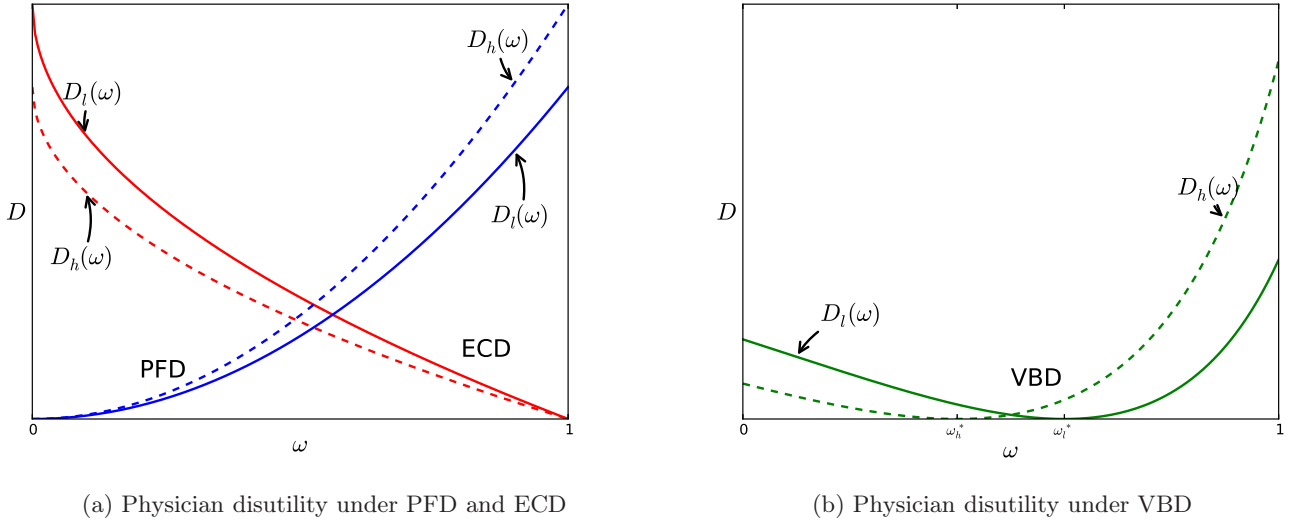 D_h(ω)
D_l(ω)
D
D_l(ω)
D_h(ω)
PFD
ECD
0
1
ω
(a) Physician disutility under PFD and ECD
D
D_h(ω)
D_l(ω)
VBD
0
ω_h*
ω_l*
1
ω
(b) Physician disutility under VBD